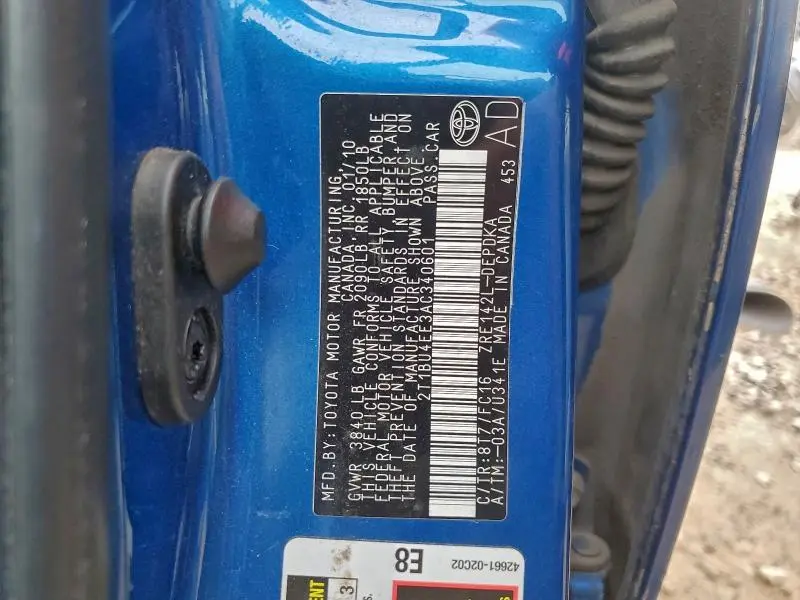 MFD.BY:TOYOTA MOTOR MANUFACTURING
CANADA, INC. 01/10
GVWR 3840LB GAWR FR 2090LB RR 1850LB
THIS VEHICLE CONFORMS TO ALL APPLICABLE
FEDERAL MOTOR VEHICLE SAFETY, BUMPER, AND
THEFT PREVENTION STANDARDS IN EFFECT ON
THE DATE OF MANUFACTURE SHOWN ABOVE.
2T1BU4EE3AC340601 PASS. CAR
C/TR:8T7/FC16 ZRE142L-DEPDKA
A/TM:-03A/U341E MADE IN CANADA 453
AD
E8
42661-02C02